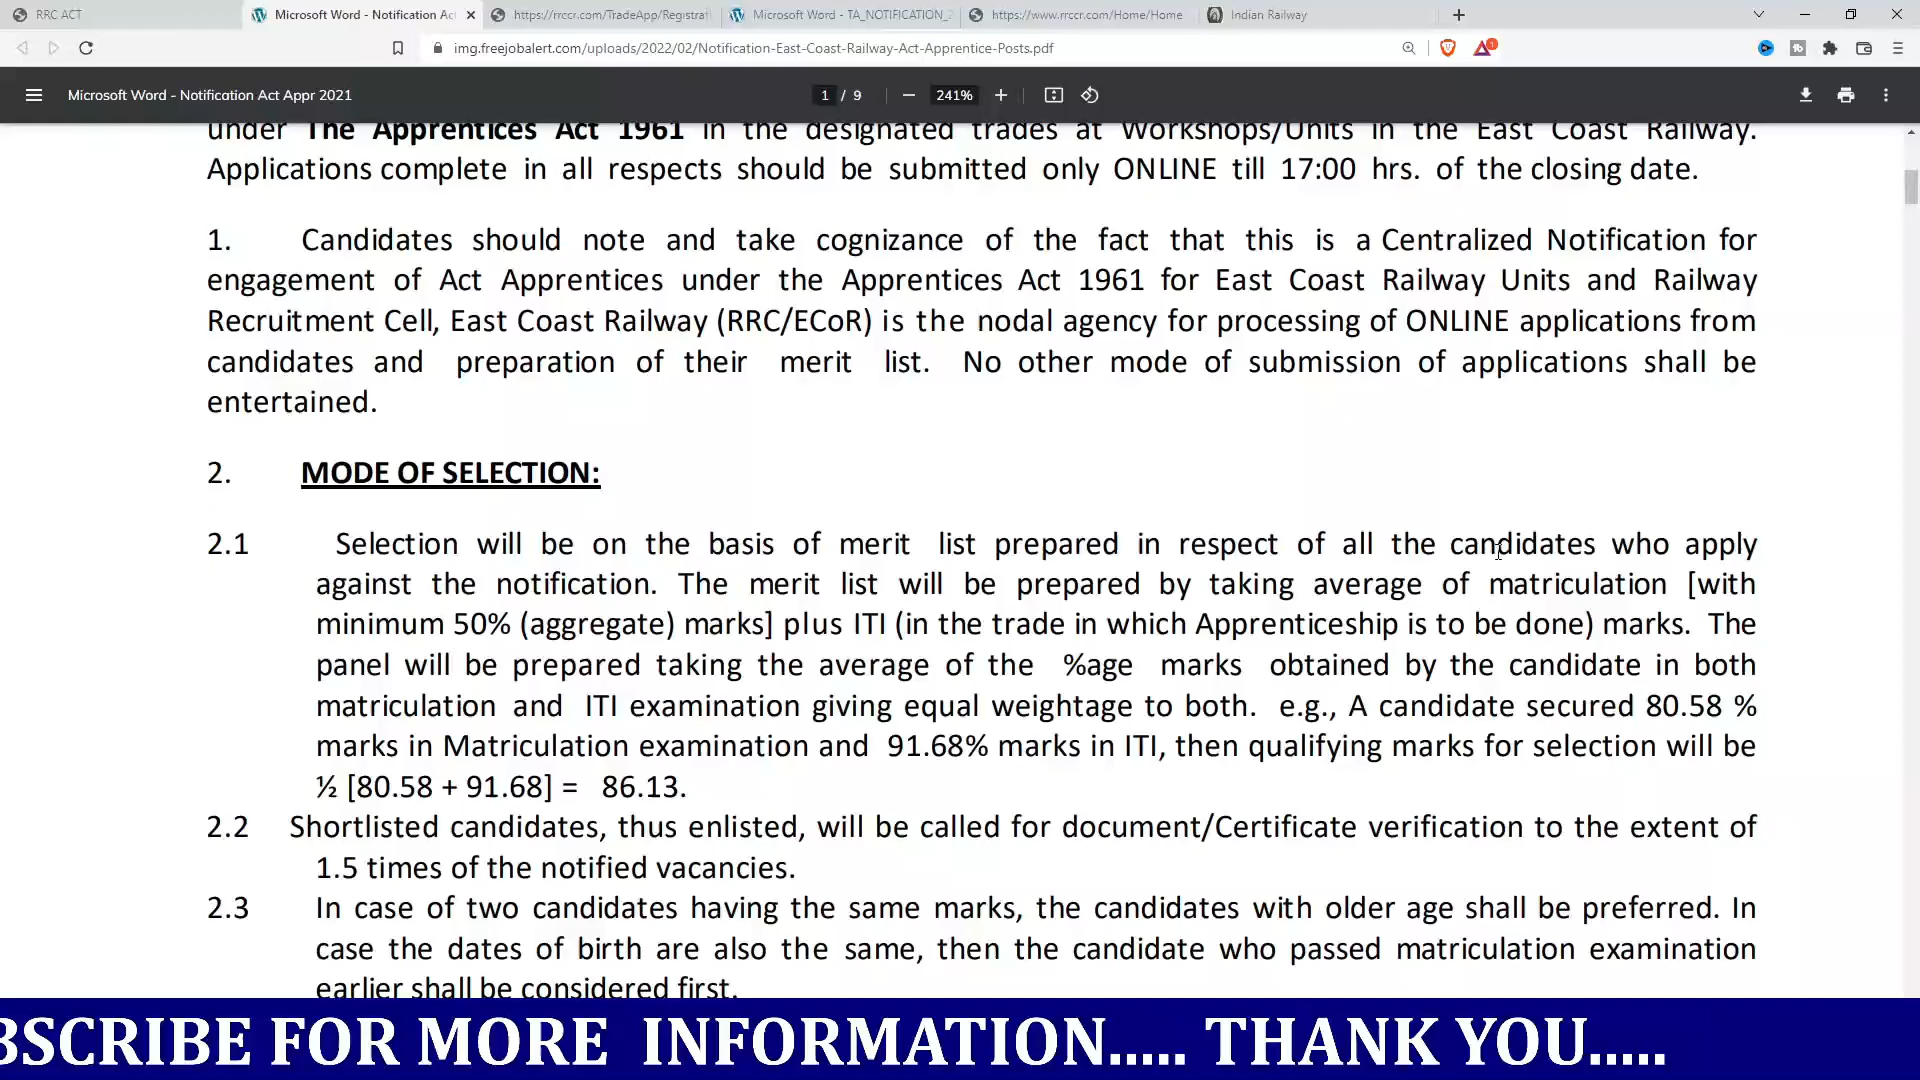 RRC ACT
Microsoft Word - Notification Act
https://rrccr.com/TradeApp/Registrat
Microsoft Word - TA_NOTIFICATION_2
https://www.rrccr.com/Home/Home
Indian Railway
img.freejobalert.com/uploads/2022/02/Notification-East-Coast-Railway-Act-Apprentice-Posts.pdf
1
Microsoft Word - Notification Act Appr 2021
1 / 9
241%
under The Apprentices Act 1961 in the designated trades at Workshops/Units in the East Coast Railway.
Applications complete in all respects should be submitted only ONLINE till 17:00 hrs. of the closing date.
1. Candidates should note and take cognizance of the fact that this is a Centralized Notification for
engagement of Act Apprentices under the Apprentices Act 1961 for East Coast Railway Units and Railway
Recruitment Cell, East Coast Railway (RRC/ECoR) is the nodal agency for processing of ONLINE applications from
candidates and preparation of their merit list. No other mode of submission of applications shall be
entertained.
2. MODE OF SELECTION:
2.1 Selection will be on the basis of merit list prepared in respect of all the candidates who apply
against the notification. The merit list will be prepared by taking average of matriculation [with
minimum 50% (aggregate) marks] plus ITI (in the trade in which Apprenticeship is to be done) marks. The
panel will be prepared taking the average of the %age marks obtained by the candidate in both
matriculation and ITI examination giving equal weightage to both. e.g., A candidate secured 80.58 %
marks in Matriculation examination and 91.68% marks in ITI, then qualifying marks for selection will be
½ [80.58 + 91.68] = 86.13.
2.2 Shortlisted candidates, thus enlisted, will be called for document/Certificate verification to the extent of
1.5 times of the notified vacancies.
2.3 In case of two candidates having the same marks, the candidates with older age shall be preferred. In
case the dates of birth are also the same, then the candidate who passed matriculation examination
earlier shall be considered first.
BSCRIBE FOR MORE INFORMATION..... THANK YOU.....